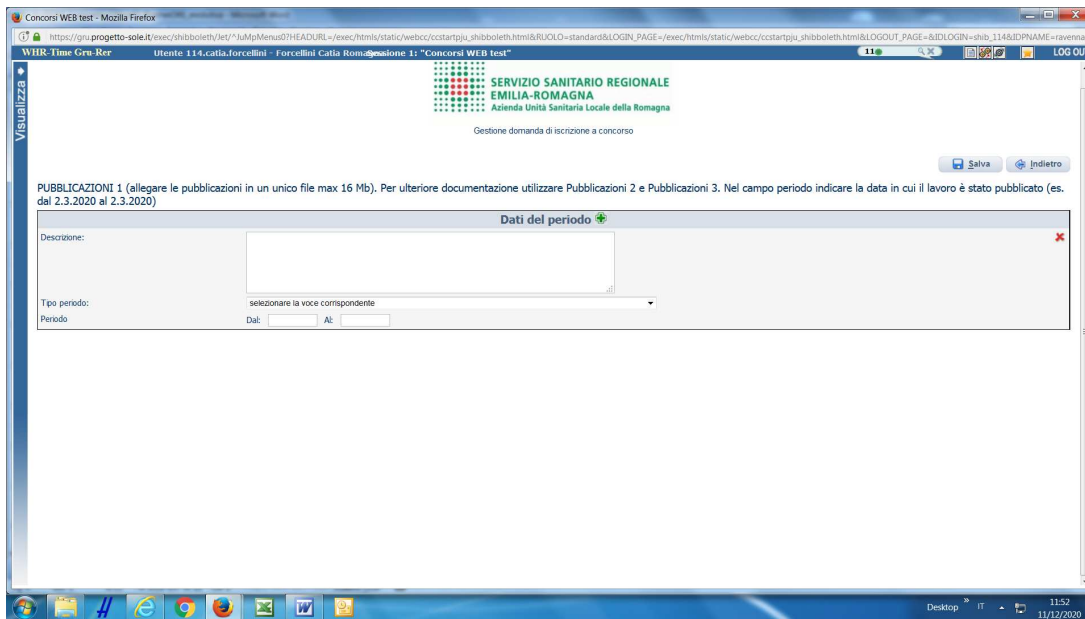 Concorsi WEB test - Mozilla Firefox
https://gru.progetto-sole.it/exec/shibboleth/Jet/^JuMpMenus0?HEADURL=/exec/htmls/static/webcc/ccstartpju_shibboleth.html&RUOLO=standard&LOGIN_PAGE=/exec/htmls/static/webcc/ccstartpju_shibboleth.html&LOGOUT_PAGE=&IDLOGIN=shib_114&IDPNAME=ravenna
WHR-Time Gru-Rer Utente 114.catia.forcellini - Forcellini Catia Romagna Sessione 1: "Concorsi WEB test" 11 LOG OU
Visualizza
SERVIZIO SANITARIO REGIONALE
EMILIA-ROMAGNA
Azienda Unità Sanitaria Locale della Romagna
Gestione domanda di iscrizione a concorso
Salva Indietro
PUBBLICAZIONI 1 (allegare le pubblicazioni in un unico file max 16 Mb). Per ulteriore documentazione utilizzare Pubblicazioni 2 e Pubblicazioni 3. Nel campo periodo indicare la data in cui il lavoro è stato pubblicato (es.
dal 2.3.2020 al 2.3.2020)
Dati del periodo
Descrizione:
Tipo periodo: selezionare la voce corrispondente
Periodo Dal: Al:
Desktop » IT 11:52
11/12/2020